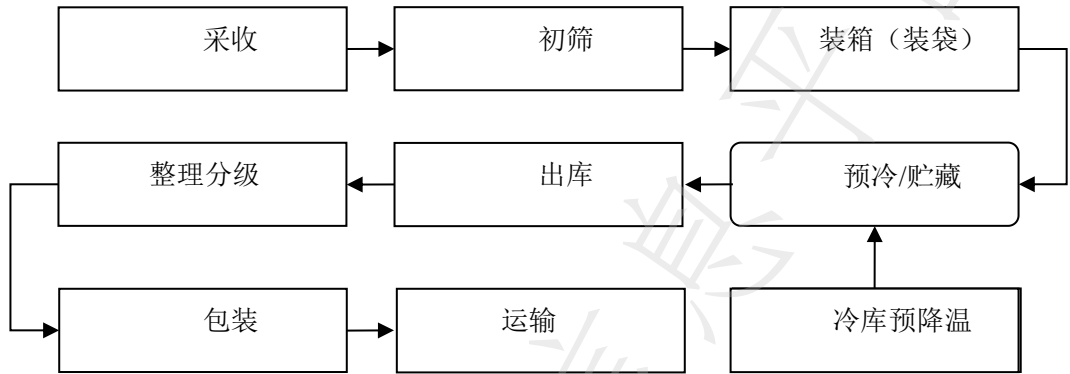 采收
初筛
装箱（装袋）
整理分级
出库
预冷/贮藏
包装
运输
冷库预降温